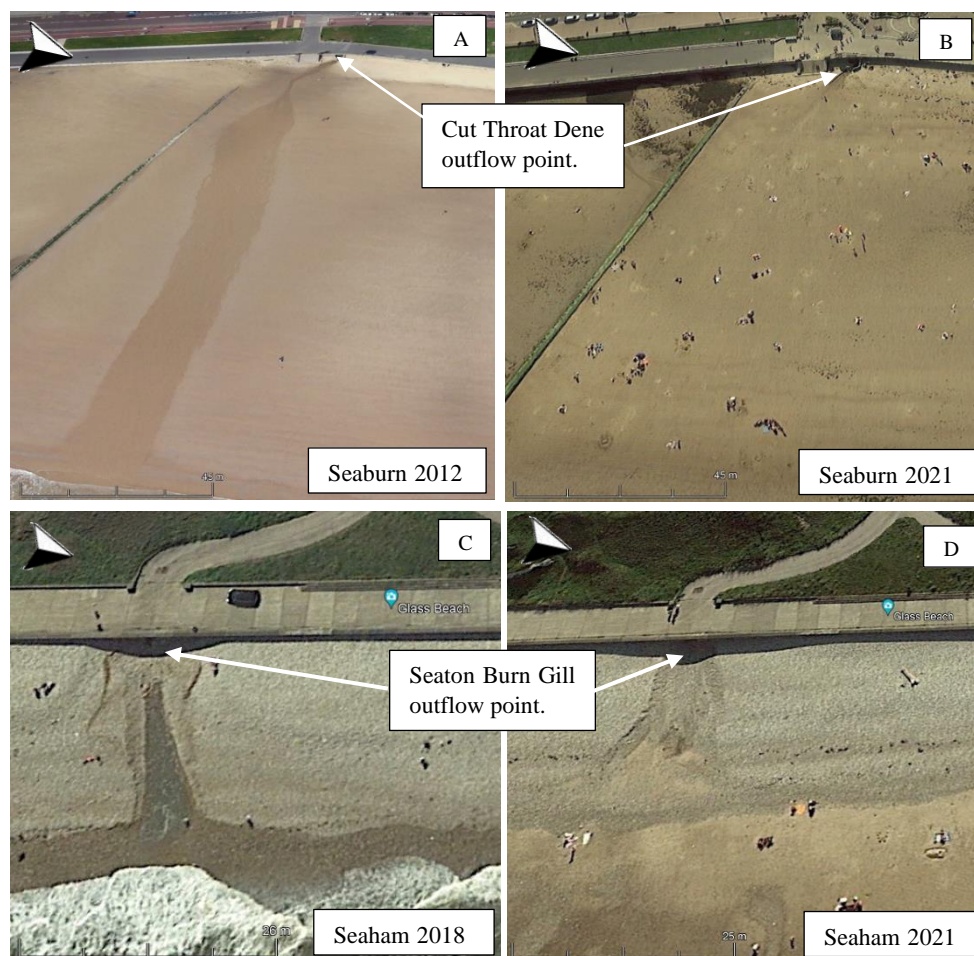 A
B
Cut Throat Dene
outflow point.
45 m
Seaburn 2012
45 m
Seaburn 2021
C
D
Glass Beach
Glass Beach
Seaton Burn Gill
outflow point.
26 m
Seaham 2018
25 m
Seaham 2021